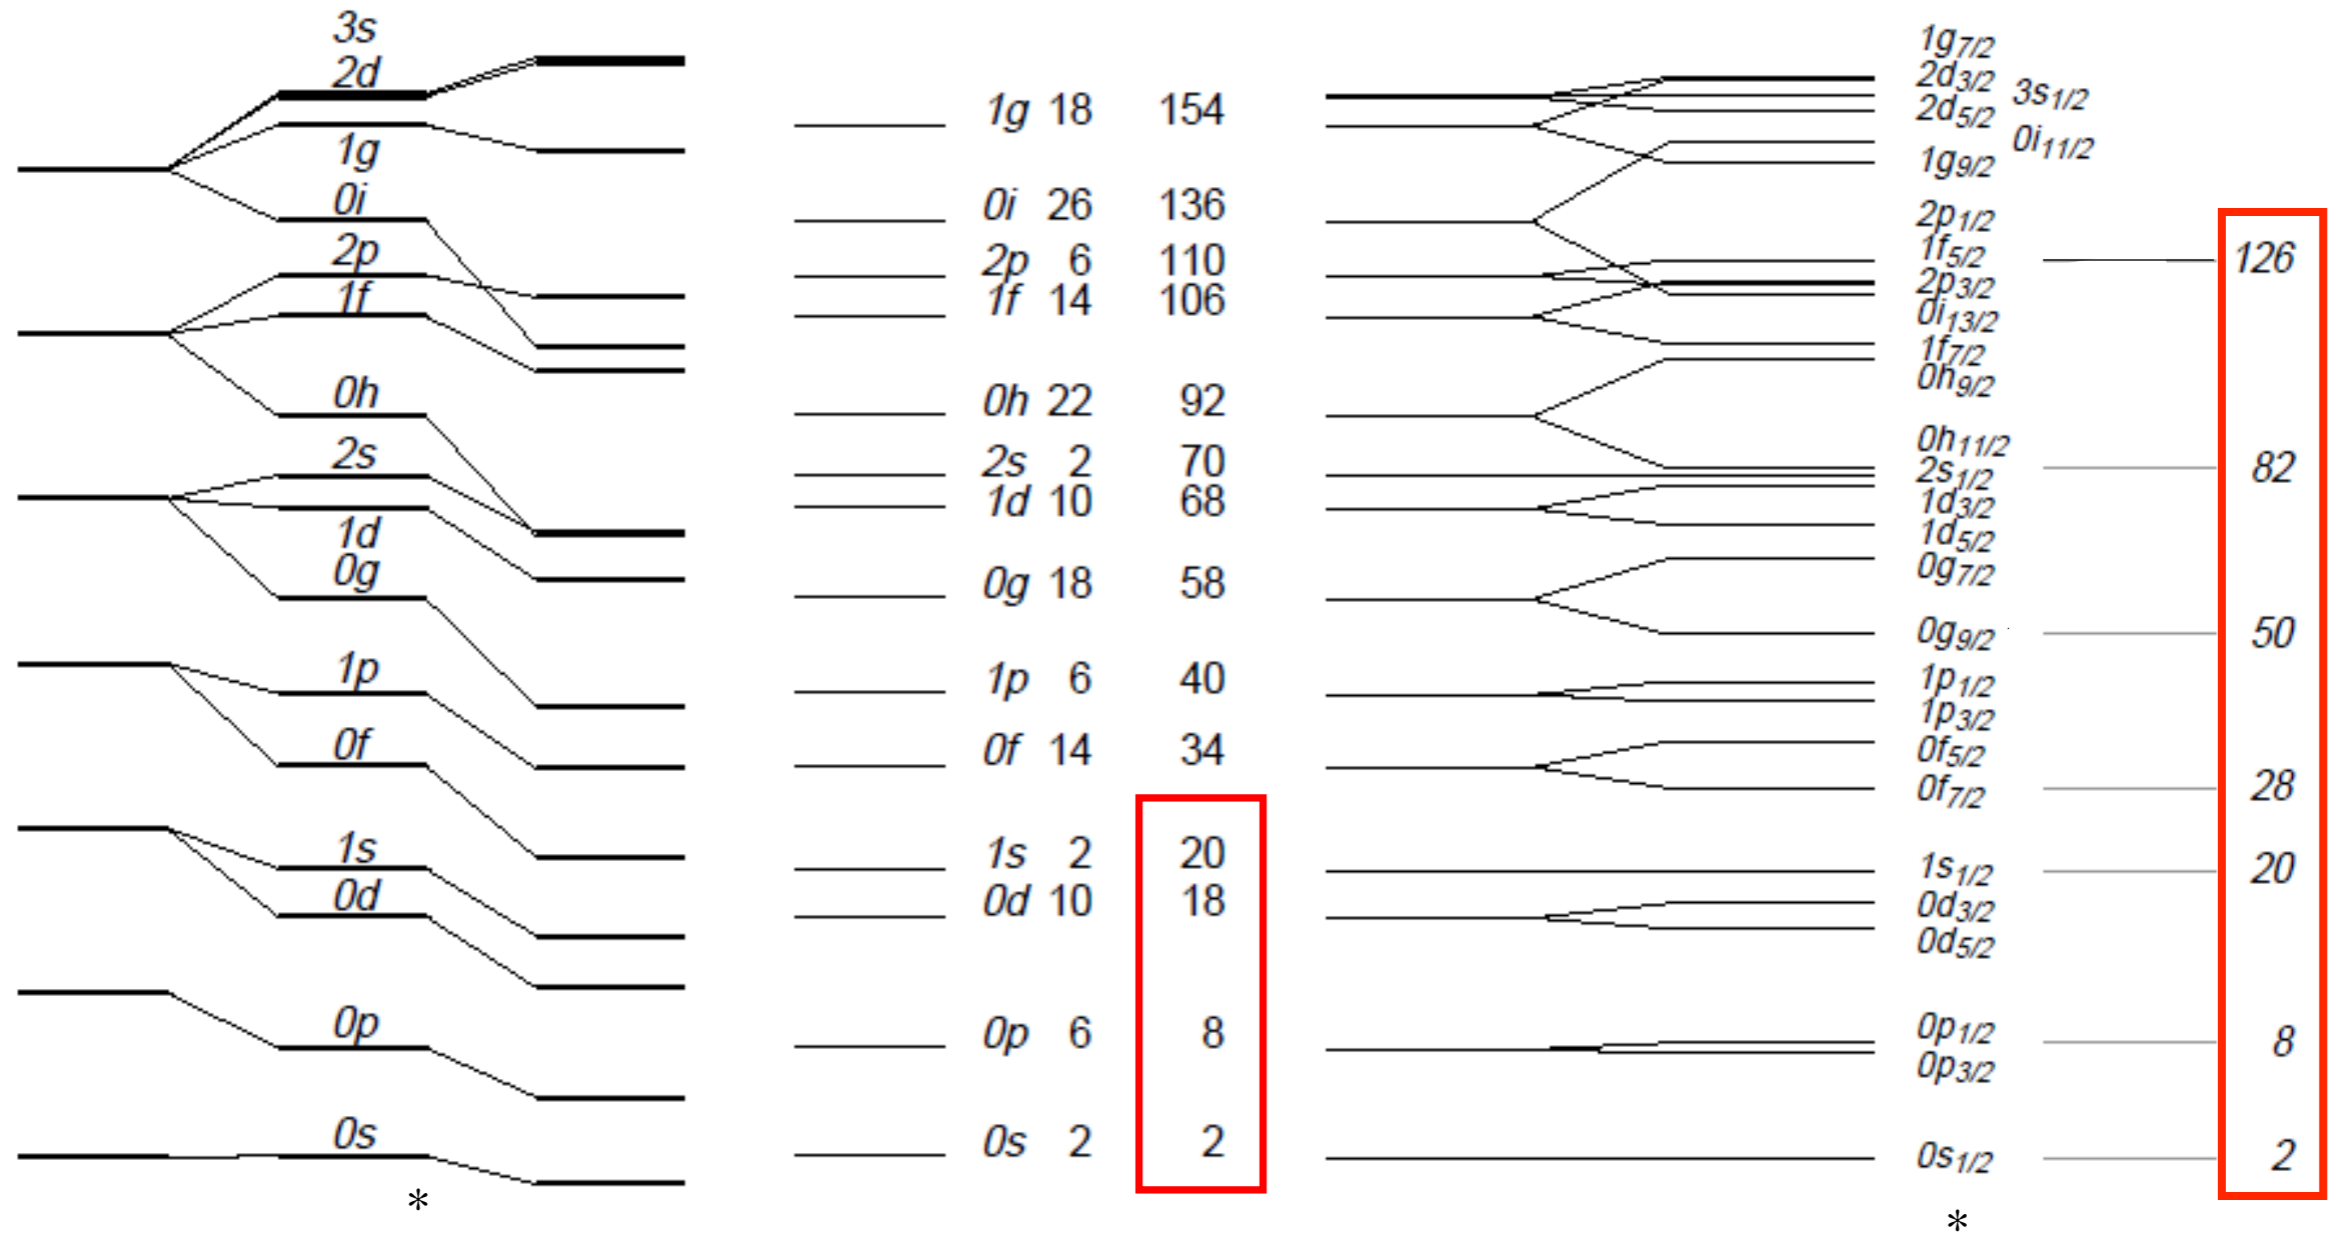 3s
2d
1g
0i
2p
1f
0h
2s
1d
0g
1p
0f
1s
0d
0p
0s
*
1g 18 154
0i 26 136
2p 6 110
1f 14 106
0h 22 92
2s 2 70
1d 10 68
0g 18 58
1p 6 40
0f 14 34
1s 2 20
0d 10 18
0p 6 8
0s 2 2
1g7/2
2d3/2 3s1/2
2d5/2
0i11/2
1g9/2
2p1/2
1f5/2 126
2p3/2
0i13/2
1f7/2
0h9/2
0h11/2
2s1/2 82
1d3/2
1d5/2
0g7/2
0g9/2 50
1p1/2
1p3/2
0f5/2
0f7/2 28
1s1/2 20
0d3/2
0d5/2
0p1/2 8
0p3/2
0s1/2 2
*